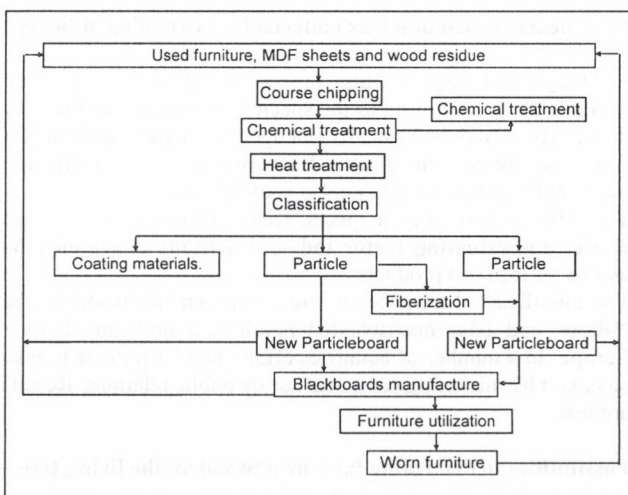 Used furniture, MDF sheets and wood residue
Course chipping
Chemical treatment
Chemical treatment
Heat treatment
Classification
Coating materials.
Particle
Particle
Fiberization
New Particleboard
New Particleboard
Blackboards manufacture
Furniture utilization
Worn furniture